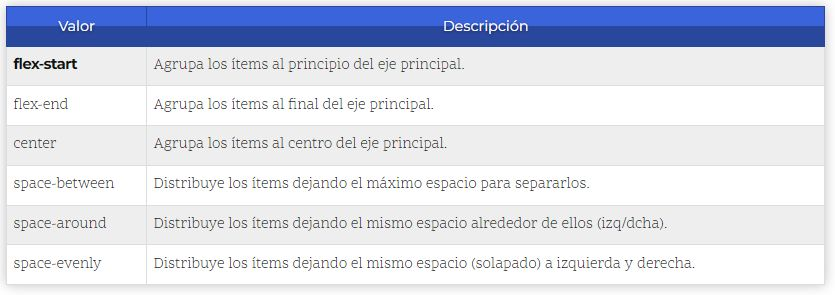 Valor Descripción
flex-start Agrupa los ítems al principio del eje principal.
flex-end Agrupa los ítems al final del eje principal.
center Agrupa los ítems al centro del eje principal.
space-between Distribuye los ítems dejando el máximo espacio para separarlos.
space-around Distribuye los ítems dejando el mismo espacio alrededor de ellos (izq/dcha).
space-evenly Distribuye los ítems dejando el mismo espacio (solapado) a izquierda y derecha.